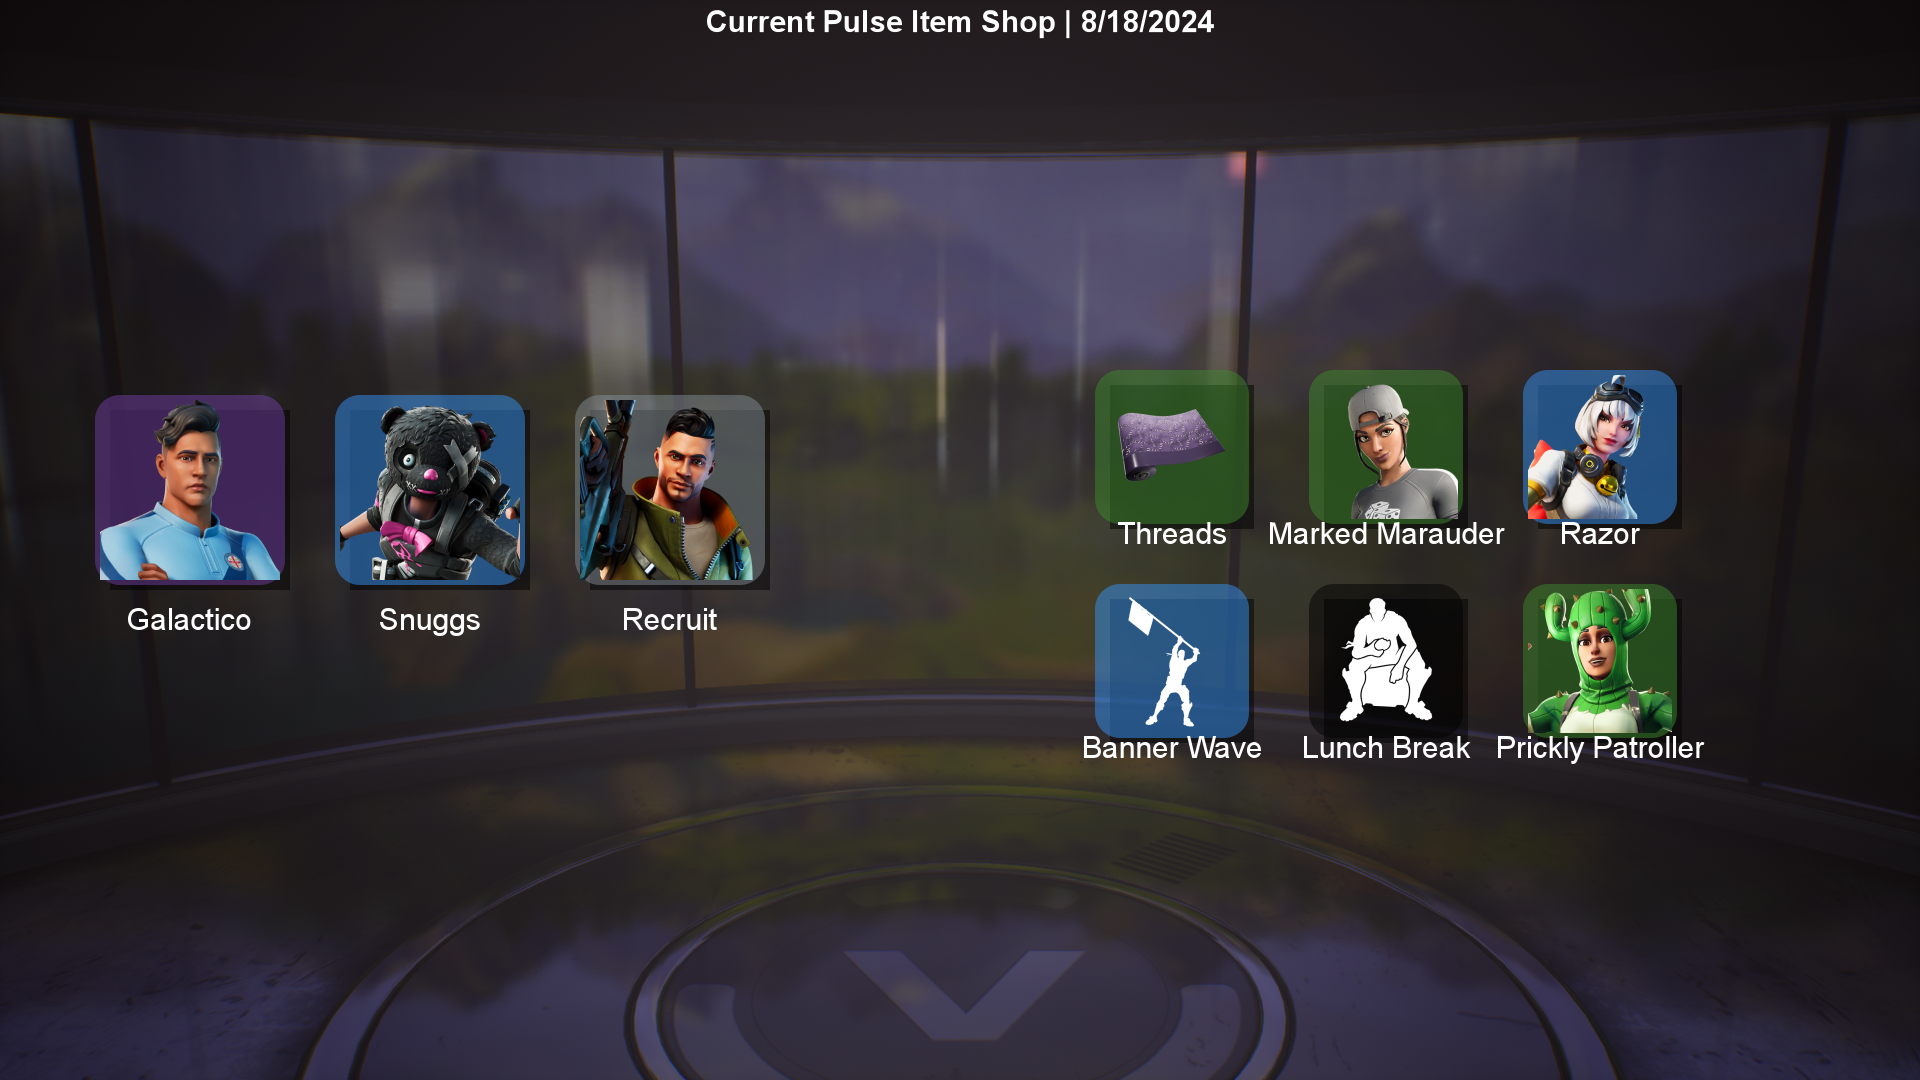 Current Pulse Item Shop | 8/18/2024
Galactico
Snuggs
Recruit
Threads
Marked Marauder
Razor
Banner Wave
Lunch Break
Prickly Patroller